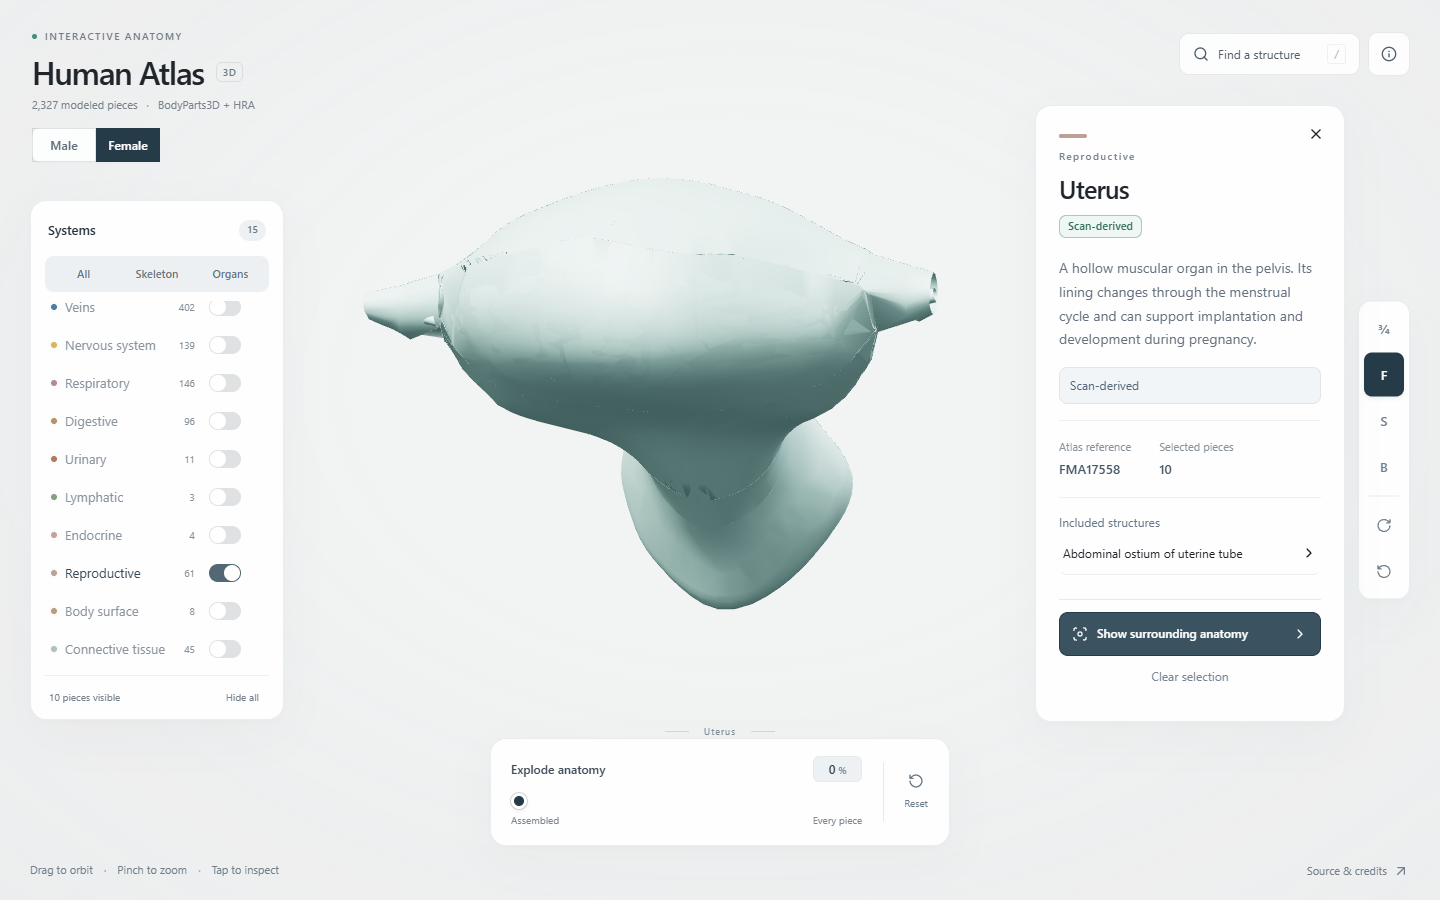 INTERACTIVE ANATOMY
Human Atlas 3D
2,327 modeled pieces · BodyParts3D + HRA
Male Female
Systems 15
All Skeleton Organs
Veins 402
Nervous system 139
Respiratory 146
Digestive 96
Urinary 11
Lymphatic 3
Endocrine 4
Reproductive 61
Body surface 8
Connective tissue 45
10 pieces visible Hide all
Find a structure /
Reproductive
Uterus
Scan-derived
A hollow muscular organ in the pelvis. Its
lining changes through the menstrual
cycle and can support implantation and
development during pregnancy.
Scan-derived
Atlas reference Selected pieces
FMA17558 10
Included structures
Abdominal ostium of uterine tube
Show surrounding anatomy
Clear selection
¾
F
S
B
Uterus
Explode anatomy 0 %
Assembled Every piece
Reset
Drag to orbit · Pinch to zoom · Tap to inspect
Source & credits